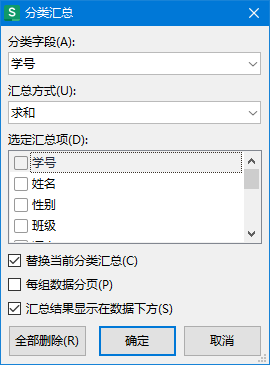 分类汇总
分类字段(A):
学号
汇总方式(U):
求和
选定汇总项(D):
学号
姓名
性别
班级
替换当前分类汇总(C)
每组数据分页(P)
汇总结果显示在数据下方(S)
全部删除(R)
确定
取消